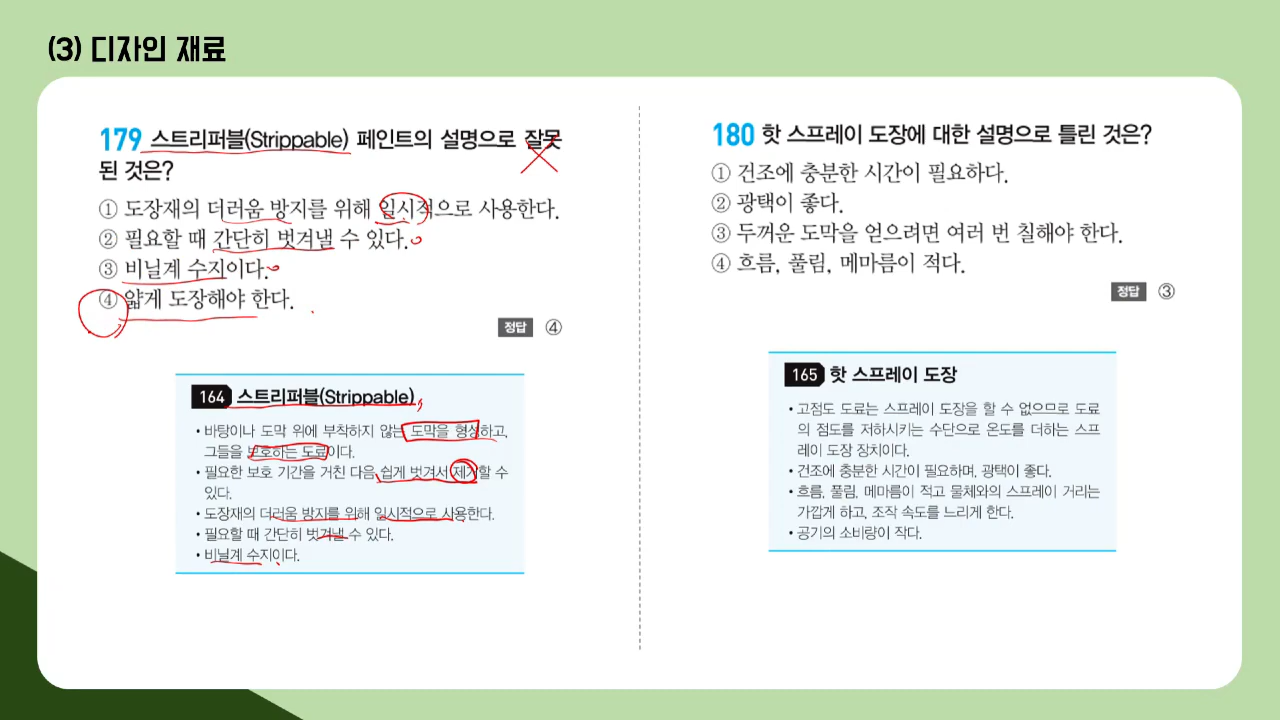 (3) 디자인 재료
179 스트리퍼블(Strippable) 페인트의 설명으로 잘못
된 것은?
① 도장재의 더러움 방지를 위해 일시적으로 사용한다.
② 필요할 때 간단히 벗겨낼 수 있다.
③ 비닐계 수지이다.
④ 얇게 도장해야 한다.
정답 ④
164 스트리퍼블(Strippable)
• 바탕이나 도막 위에 부착하지 않는 도막을 형성하고,
그들을 보호하는 도료이다.
• 필요한 보호 기간을 거친 다음 쉽게 벗겨서 제거할 수
있다.
• 도장재의 더러움 방지를 위해 일시적으로 사용한다.
• 필요할 때 간단히 벗겨낼 수 있다.
• 비닐계 수지이다.
180 핫 스프레이 도장에 대한 설명으로 틀린 것은?
① 건조에 충분한 시간이 필요하다.
② 광택이 좋다.
③ 두꺼운 도막을 얻으려면 여러 번 칠해야 한다.
④ 흐름, 풀림, 메마름이 적다.
정답 ③
165 핫 스프레이 도장
• 고점도 도료는 스프레이 도장을 할 수 없으므로 도료
의 점도를 저하시키는 수단으로 온도를 더하는 스프
레이 도장 장치이다.
• 건조에 충분한 시간이 필요하며, 광택이 좋다.
• 흐름, 풀림, 메마름이 적고 물체와의 스프레이 거리는
가깝게 하고, 조작 속도를 느리게 한다.
• 공기의 소비량이 작다.